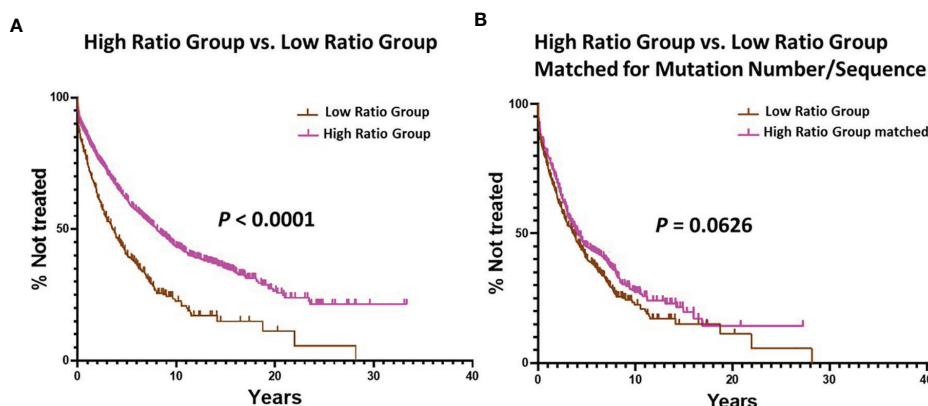 A
High Ratio Group vs. Low Ratio Group
% Not treated
100
50
0
Low Ratio Group
High Ratio Group
P < 0.0001
0 10 20 30 40
Years
B
High Ratio Group vs. Low Ratio Group
Matched for Mutation Number/Sequence
% Not treated
100
50
0
Low Ratio Group
High Ratio Group matched
P = 0.0626
0 10 20 30 40
Years